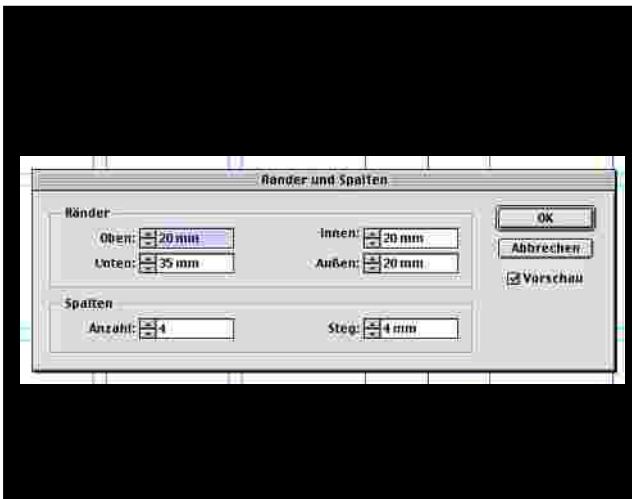 Ränder und Spalten
Ränder
Oben: 20 mm Innen: 20 mm
Unten: 35 mm Außen: 20 mm
OK
Abbrechen
Vorschau
Spalten
Anzahl: 4 Steg: 4 mm